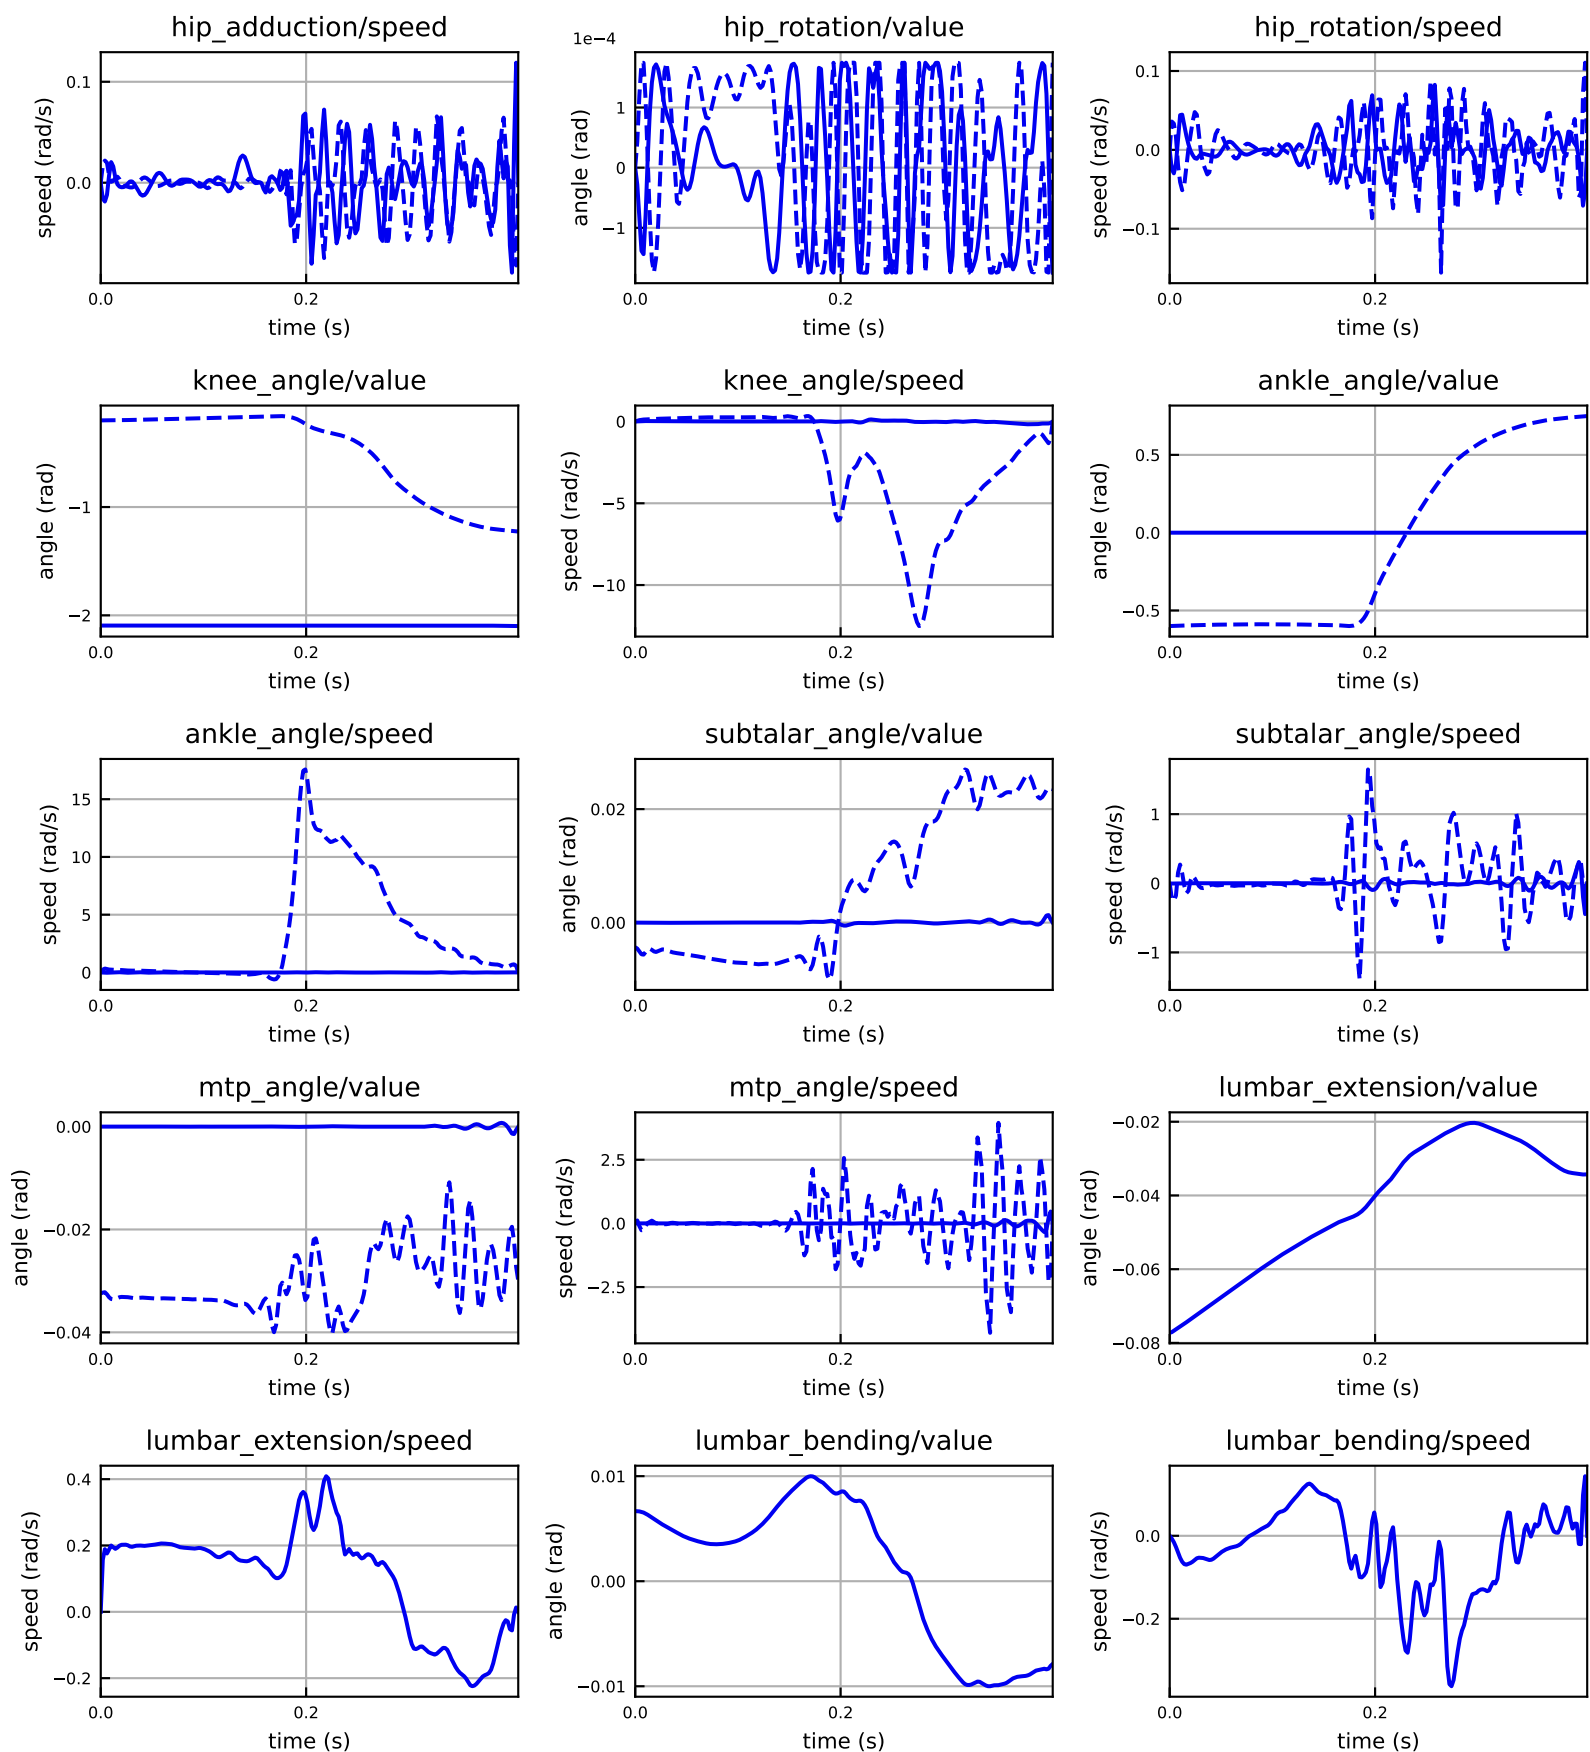 hip_adduction/speed
speed (rad/s)
0.1
0.0
0.0
0.2
time (s)
hip_rotation/value
1e−4
angle (rad)
1
0
−1
0.0
0.2
time (s)
hip_rotation/speed
speed (rad/s)
0.1
0.0
−0.1
0.0
0.2
time (s)
knee_angle/value
angle (rad)
−1
−2
0.0
0.2
time (s)
knee_angle/speed
speed (rad/s)
0
−5
−10
0.0
0.2
time (s)
ankle_angle/value
angle (rad)
0.5
0.0
−0.5
0.0
0.2
time (s)
ankle_angle/speed
speed (rad/s)
15
10
5
0
0.0
0.2
time (s)
subtalar_angle/value
angle (rad)
0.02
0.00
0.0
0.2
time (s)
subtalar_angle/speed
speed (rad/s)
1
0
−1
0.0
0.2
time (s)
mtp_angle/value
angle (rad)
0.00
−0.02
−0.04
0.0
0.2
time (s)
mtp_angle/speed
speed (rad/s)
2.5
0.0
−2.5
0.0
0.2
time (s)
lumbar_extension/value
angle (rad)
−0.02
−0.04
−0.06
−0.08
0.0
0.2
time (s)
lumbar_extension/speed
speed (rad/s)
0.4
0.2
0.0
−0.2
0.0
0.2
time (s)
lumbar_bending/value
angle (rad)
0.01
0.00
−0.01
0.0
0.2
time (s)
lumbar_bending/speed
speed (rad/s)
0.0
−0.2
0.0
0.2
time (s)